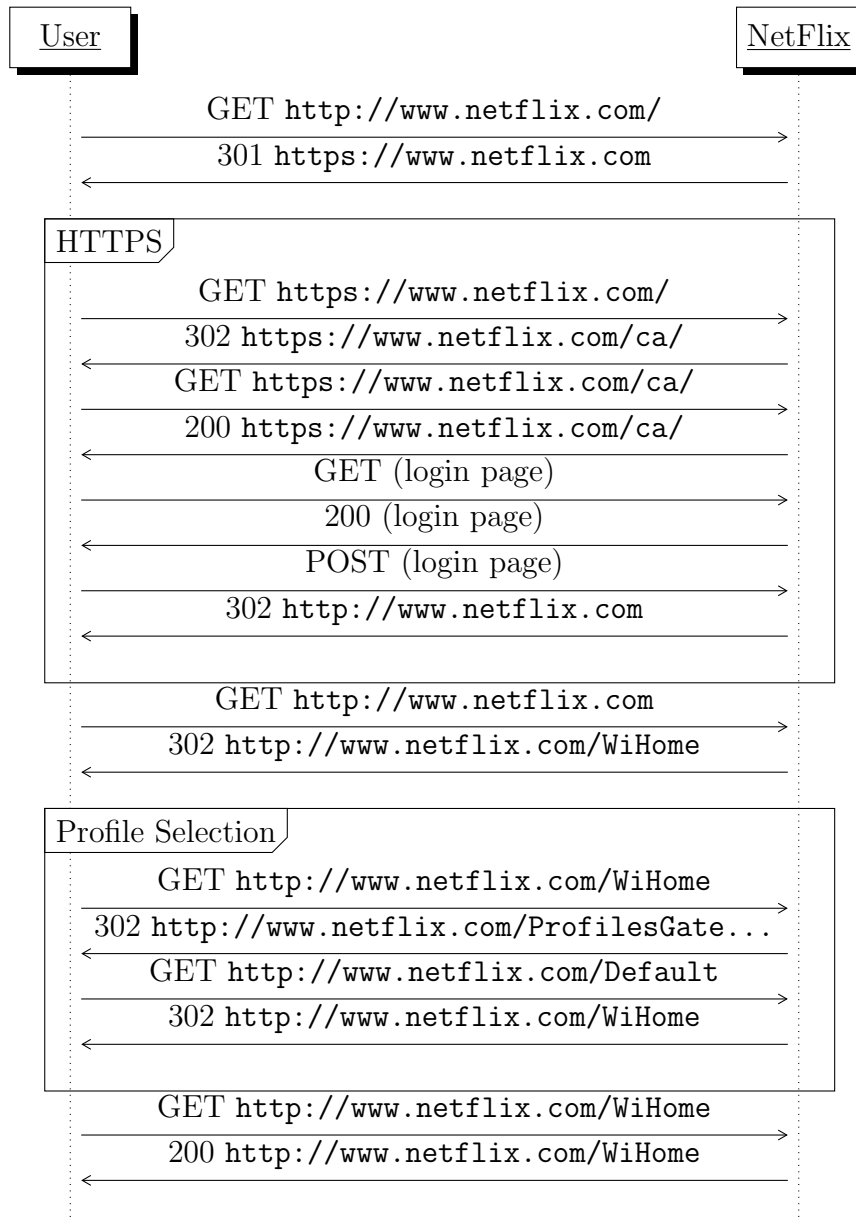 User
NetFlix
GET http://www.netflix.com/
301 https://www.netflix.com
HTTPS
GET https://www.netflix.com/
302 https://www.netflix.com/ca/
GET https://www.netflix.com/ca/
200 https://www.netflix.com/ca/
GET (login page)
200 (login page)
POST (login page)
302 http://www.netflix.com
GET http://www.netflix.com
302 http://www.netflix.com/WiHome
Profile Selection
GET http://www.netflix.com/WiHome
302 http://www.netflix.com/ProfilesGate...
GET http://www.netflix.com/Default
302 http://www.netflix.com/WiHome
GET http://www.netflix.com/WiHome
200 http://www.netflix.com/WiHome